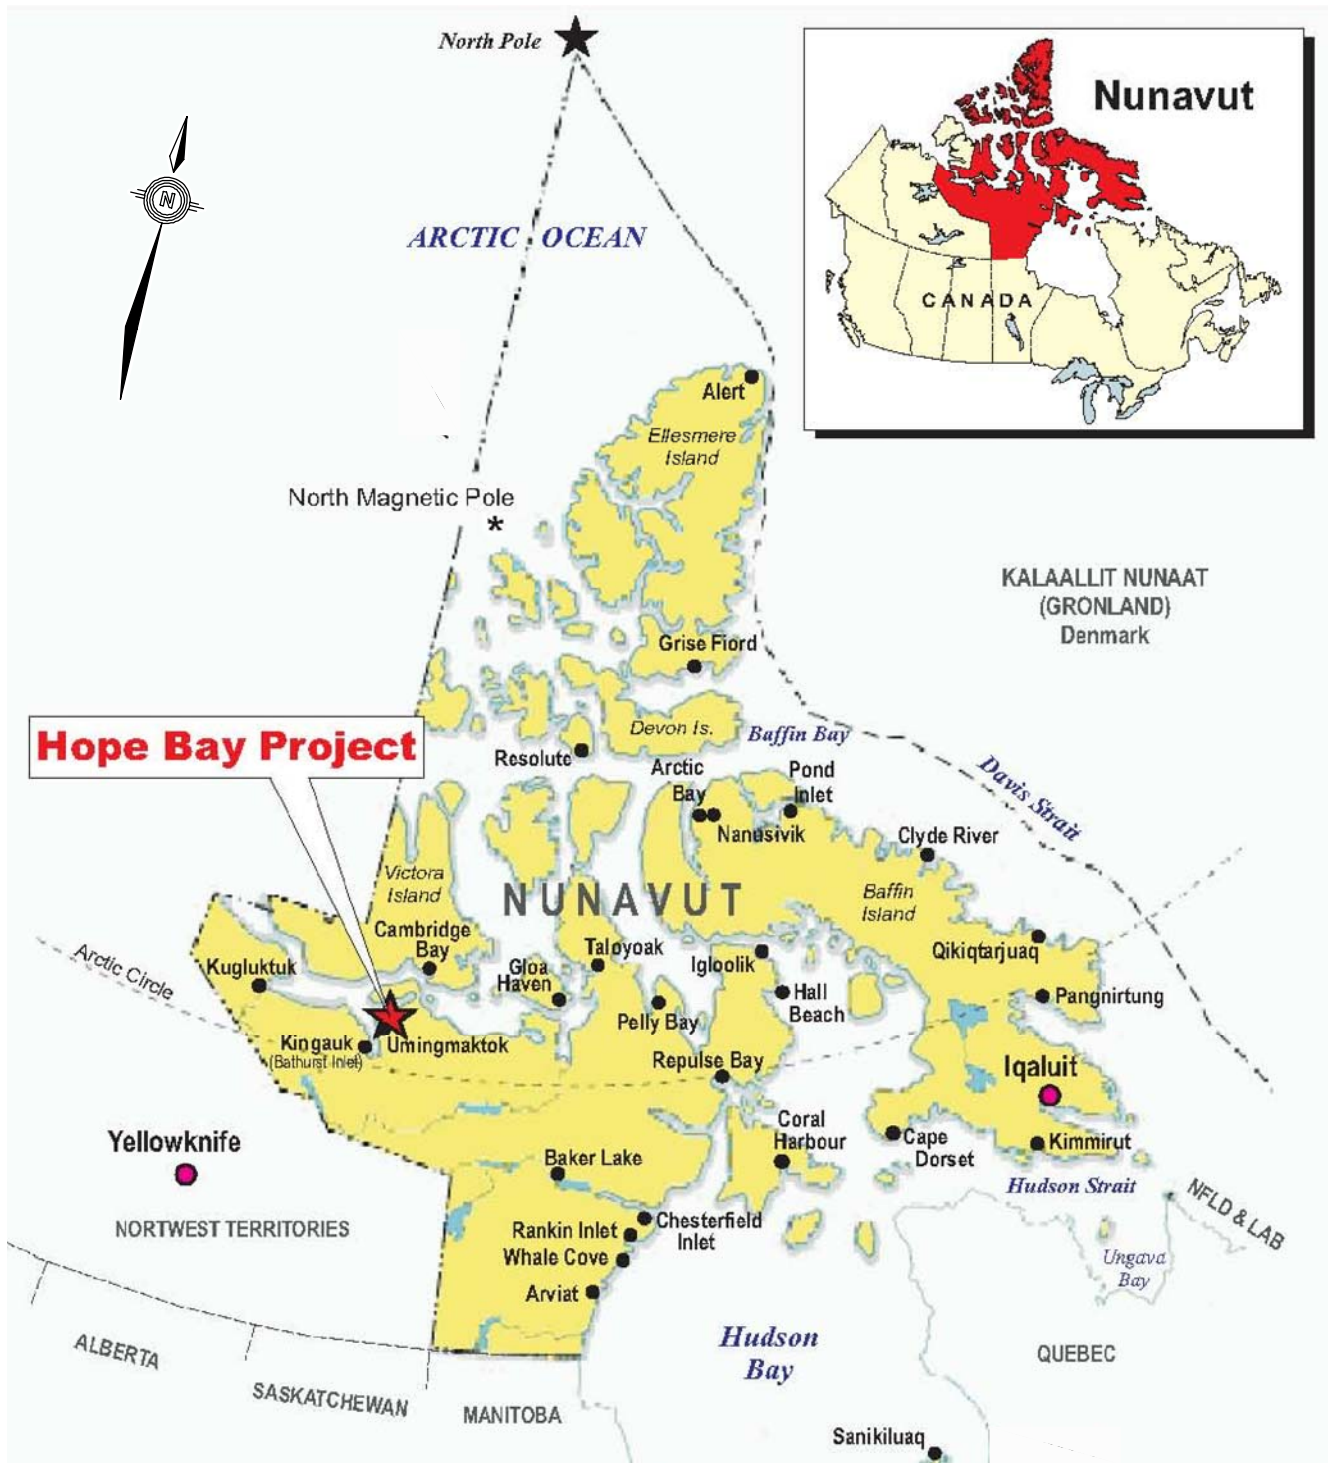 North Pole
Nunavut
N
ARCTIC OCEAN
CANADA
Alert
Ellesmere
Island
North Magnetic Pole
*
KALAALLIT NUNAAT
(GRONLAND)
Denmark
Grise Fiord
Hope Bay Project
Devon Is.
Baffin Bay
Resolute
Arctic
Bay
Pond
Inlet
Davis Strait
Nanusivik
Clyde River
Victora
Island
NUNAVUT
Baffin
Island
Cambridge
Bay
Taloyoak
Igloolik
Qikiqtarjuaq
Arctic Circle
Kugluktuk
Gloa
Haven
Hall
Beach
Pangnirtung
Pelly Bay
Kingauk
(Bathurst Inlet)
Umingmaktok
Repulse Bay
Iqaluit
Yellowknife
Coral
Harbour
Cape
Dorset
Kimmirut
Baker Lake
Hudson Strait
NORTWEST TERRITORIES
Rankin Inlet
Chesterfield
Inlet
NFLD & LAB
Whale Cove
Ungava
Bay
Arviat
ALBERTA
Hudson
Bay
QUEBEC
SASKATCHEWAN
MANITOBA
Sanikiluaq